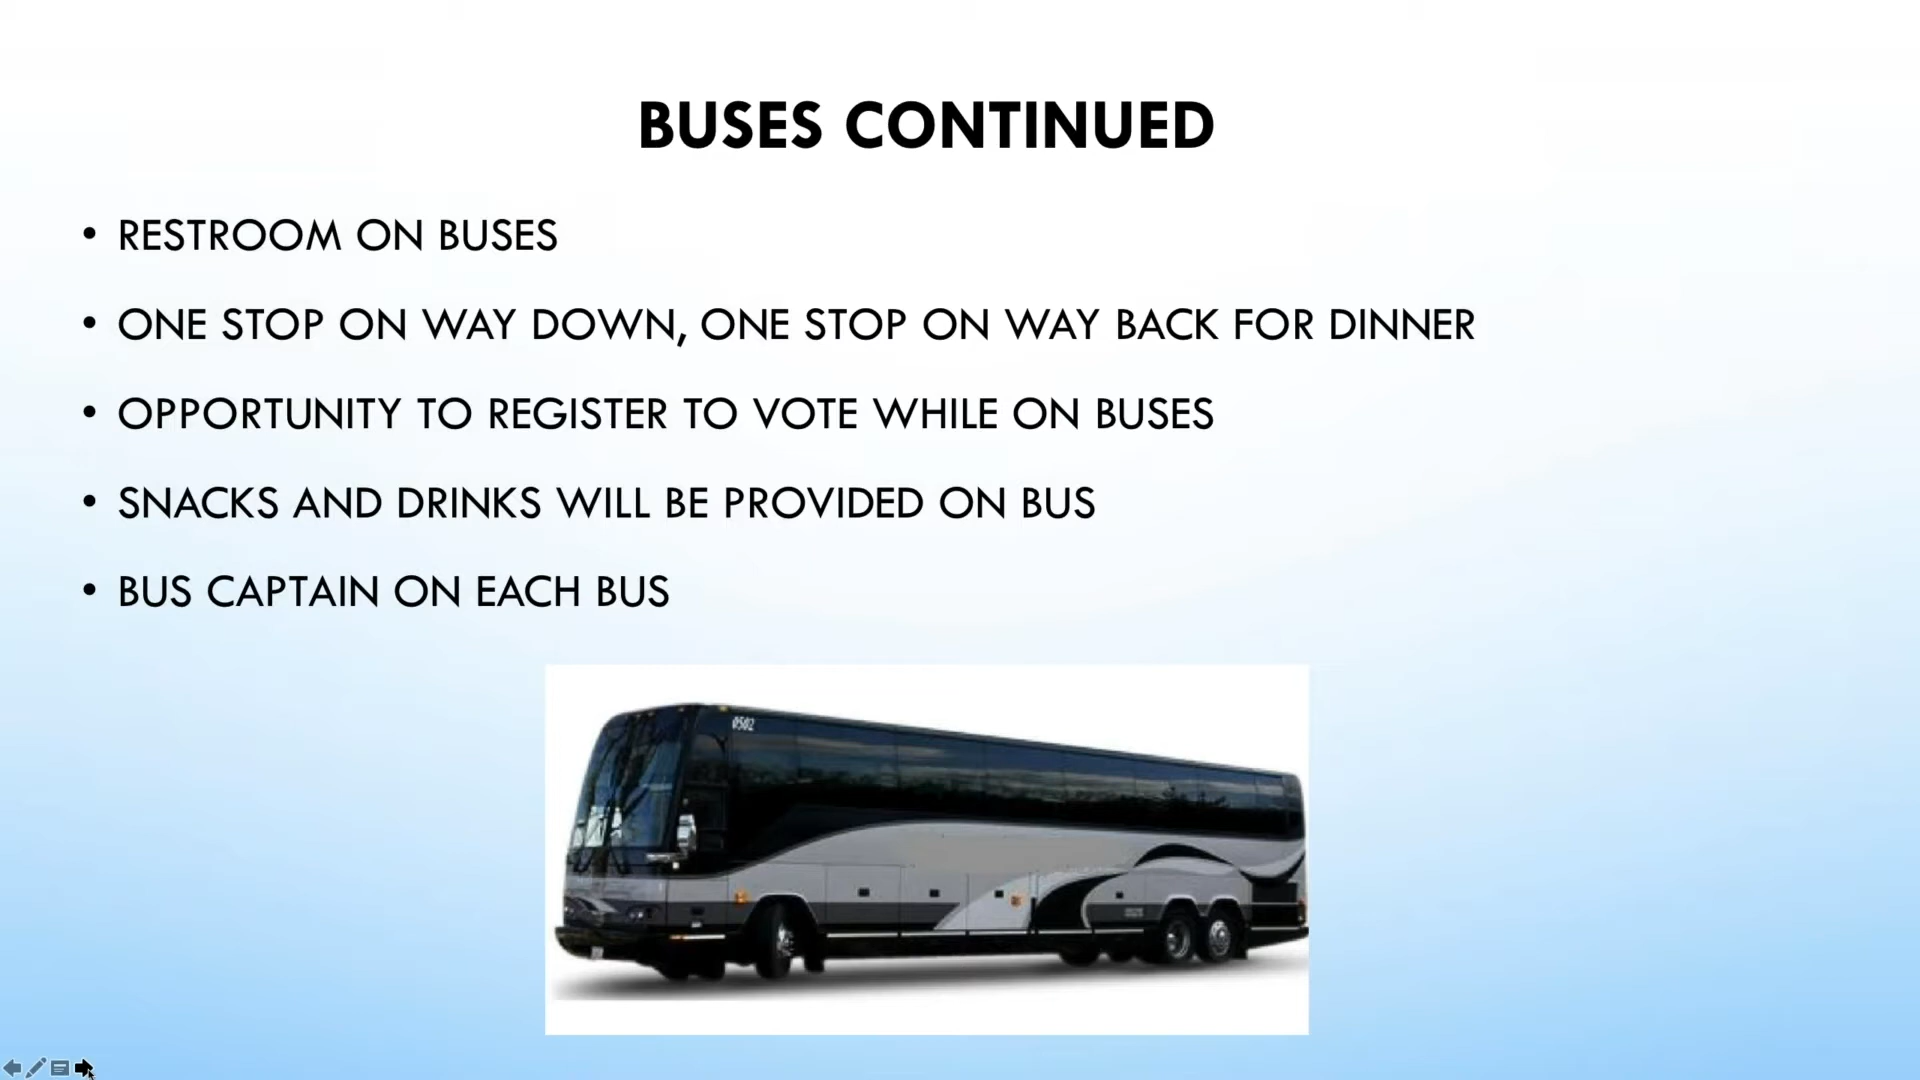 BUSES CONTINUED
• RESTROOM ON BUSES
• ONE STOP ON WAY DOWN, ONE STOP ON WAY BACK FOR DINNER
• OPPORTUNITY TO REGISTER TO VOTE WHILE ON BUSES
• SNACKS AND DRINKS WILL BE PROVIDED ON BUS
• BUS CAPTAIN ON EACH BUS
0502